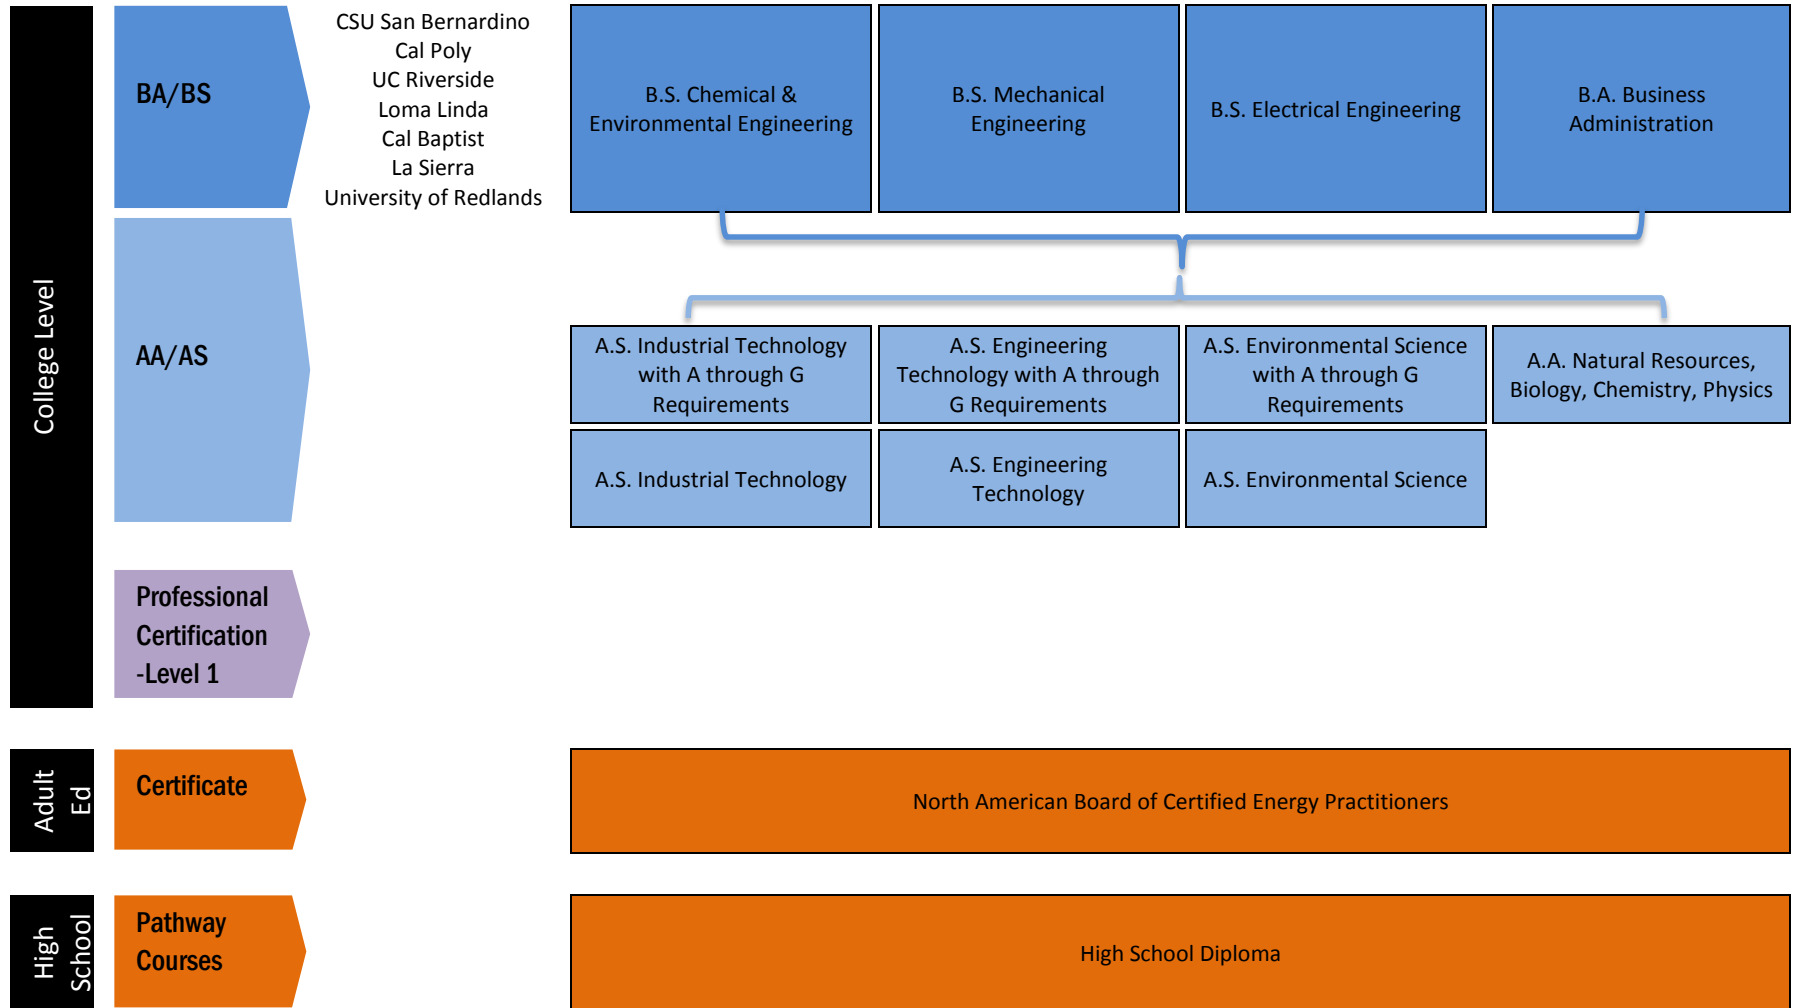 College Level
BA/BS
CSU San Bernardino
Cal Poly
UC Riverside
Loma Linda
Cal Baptist
La Sierra
University of Redlands
B.S. Chemical &
Environmental Engineering
B.S. Mechanical
Engineering
B.S. Electrical Engineering
B.A. Business
Administration
AA/AS
A.S. Industrial Technology
with A through G
Requirements
A.S. Engineering
Technology with A through
G Requirements
A.S. Environmental Science
with A through G
Requirements
A.A. Natural Resources,
Biology, Chemistry, Physics
A.S. Industrial Technology
A.S. Engineering
Technology
A.S. Environmental Science
Professional
Certification
-Level 1
Adult
Ed
Certificate
North American Board of Certified Energy Practitioners
High
School
Pathway
Courses
High School Diploma